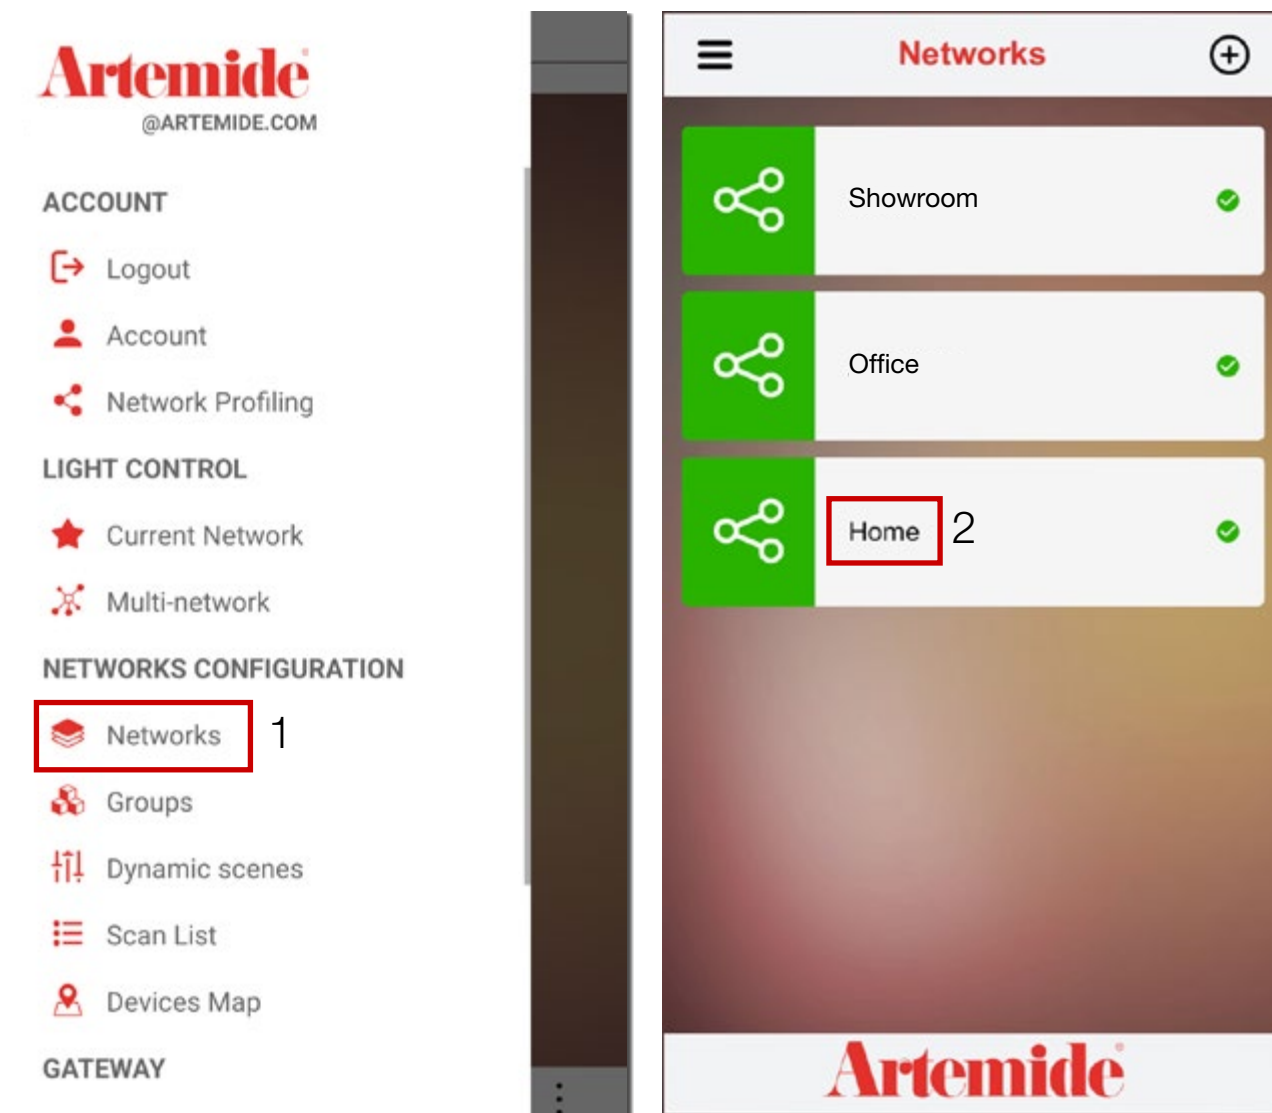 Artemide
@ARTEMIDE.COM
ACCOUNT
Logout
Account
Network Profiling
LIGHT CONTROL
Current Network
Multi-network
NETWORKS CONFIGURATION
Networks 1
Groups
Dynamic scenes
Scan List
Devices Map
GATEWAY
Networks
Showroom
Office
Home 2
Artemide